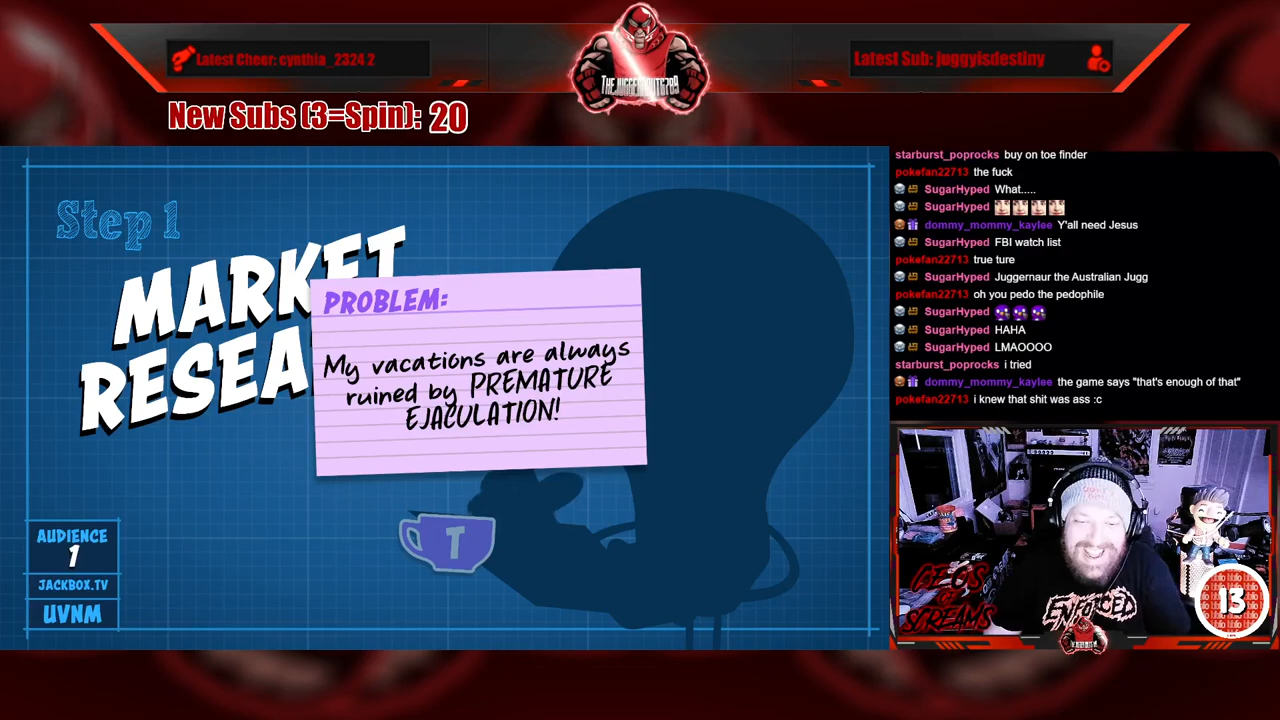 Latest Cheer: cynthia_2324 2
Latest Sub: juggyisdestiny
New Subs (3=Spin): 20
Step 1
MARKET
RESEA
PROBLEM:
My vacations are always
ruined by PREMATURE
EJACULATION!
T
AUDIENCE
1
JACKBOX.TV
UVNM
starburst_poprocks buy on toe finder
pokefan22713 the fuck
SugarHyped What.....
SugarHyped
dommy_mommy_kaylee Y'all need Jesus
SugarHyped FBI watch list
pokefan22713 true ture
SugarHyped Juggernaur the Australian Jugg
pokefan22713 oh you pedo the pedophile
SugarHyped
SugarHyped HAHA
SugarHyped LMAOOOO
starburst_poprocks i tried
dommy_mommy_kaylee the game says "that's enough of that"
pokefan22713 i knew that shit was ass :c
ENFORCED
SCREAMS
13